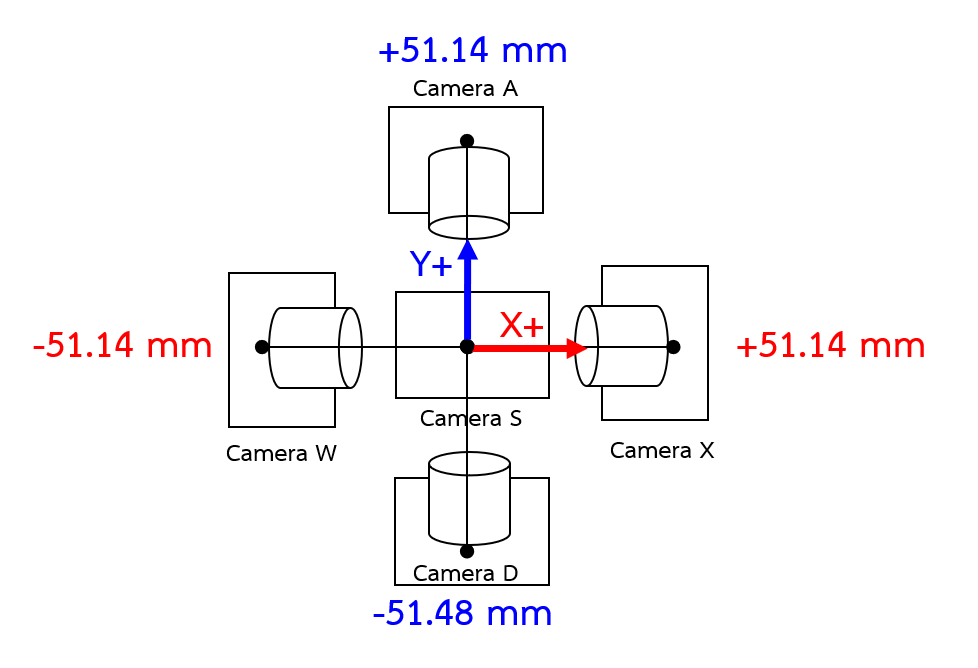 +51.14 mm
Camera A
Y+
X+
-51.14 mm
+51.14 mm
Camera S
Camera W
Camera X
Camera D
-51.48 mm